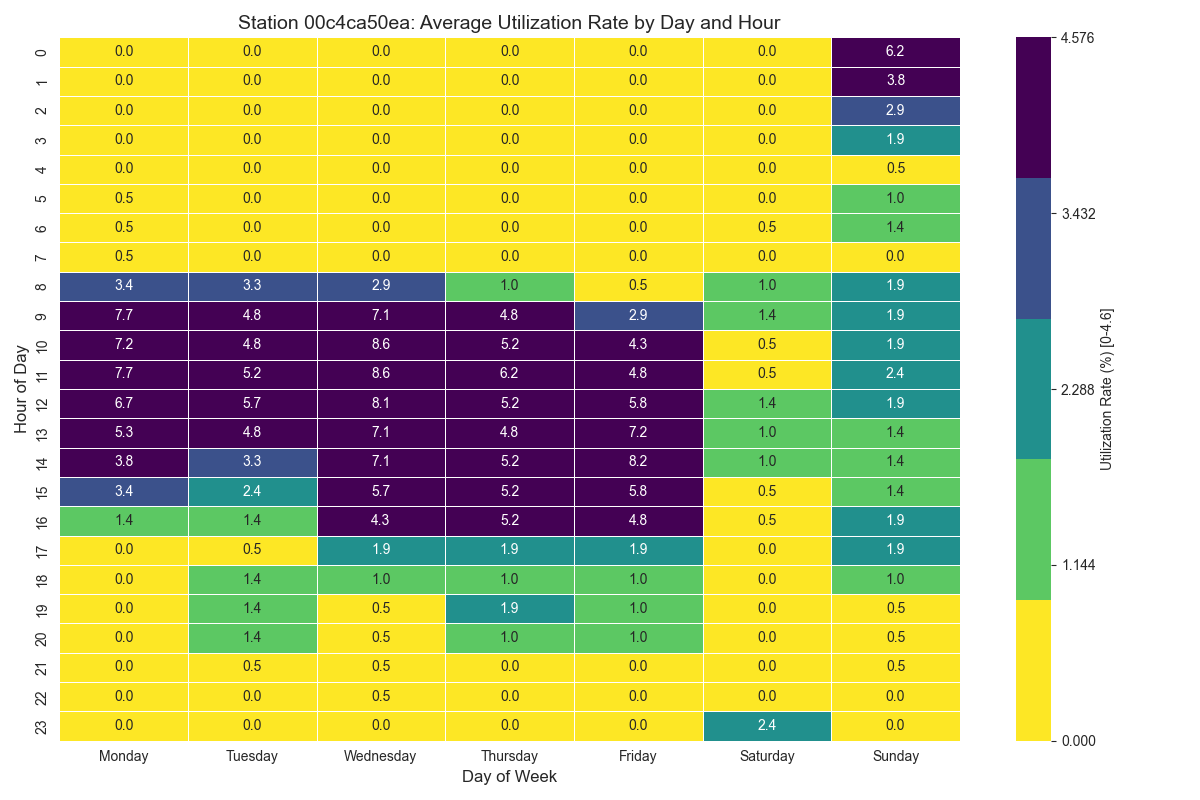 Station 00c4ca50ea: Average Utilization Rate by Day and Hour
Hour of Day
0 0.0 0.0 0.0 0.0 0.0 0.0 6.2
1 0.0 0.0 0.0 0.0 0.0 0.0 3.8
2 0.0 0.0 0.0 0.0 0.0 0.0 2.9
3 0.0 0.0 0.0 0.0 0.0 0.0 1.9
4 0.0 0.0 0.0 0.0 0.0 0.0 0.5
5 0.5 0.0 0.0 0.0 0.0 0.0 1.0
6 0.5 0.0 0.0 0.0 0.0 0.5 1.4
7 0.5 0.0 0.0 0.0 0.0 0.0 0.0
8 3.4 3.3 2.9 1.0 0.5 1.0 1.9
9 7.7 4.8 7.1 4.8 2.9 1.4 1.9
10 7.2 4.8 8.6 5.2 4.3 0.5 1.9
11 7.7 5.2 8.6 6.2 4.8 0.5 2.4
12 6.7 5.7 8.1 5.2 5.8 1.4 1.9
13 5.3 4.8 7.1 4.8 7.2 1.0 1.4
14 3.8 3.3 7.1 5.2 8.2 1.0 1.4
15 3.4 2.4 5.7 5.2 5.8 0.5 1.4
16 1.4 1.4 4.3 5.2 4.8 0.5 1.9
17 0.0 0.5 1.9 1.9 1.9 0.0 1.9
18 0.0 1.4 1.0 1.0 1.0 0.0 1.0
19 0.0 1.4 0.5 1.9 1.0 0.0 0.5
20 0.0 1.4 0.5 1.0 1.0 0.0 0.5
21 0.0 0.5 0.5 0.0 0.0 0.0 0.5
22 0.0 0.0 0.5 0.0 0.0 0.0 0.0
23 0.0 0.0 0.0 0.0 0.0 2.4 0.0
Monday Tuesday Wednesday Thursday Friday Saturday Sunday
Day of Week
4.576
3.432
2.288
1.144
0.000
Utilization Rate (%) [0-4.6]